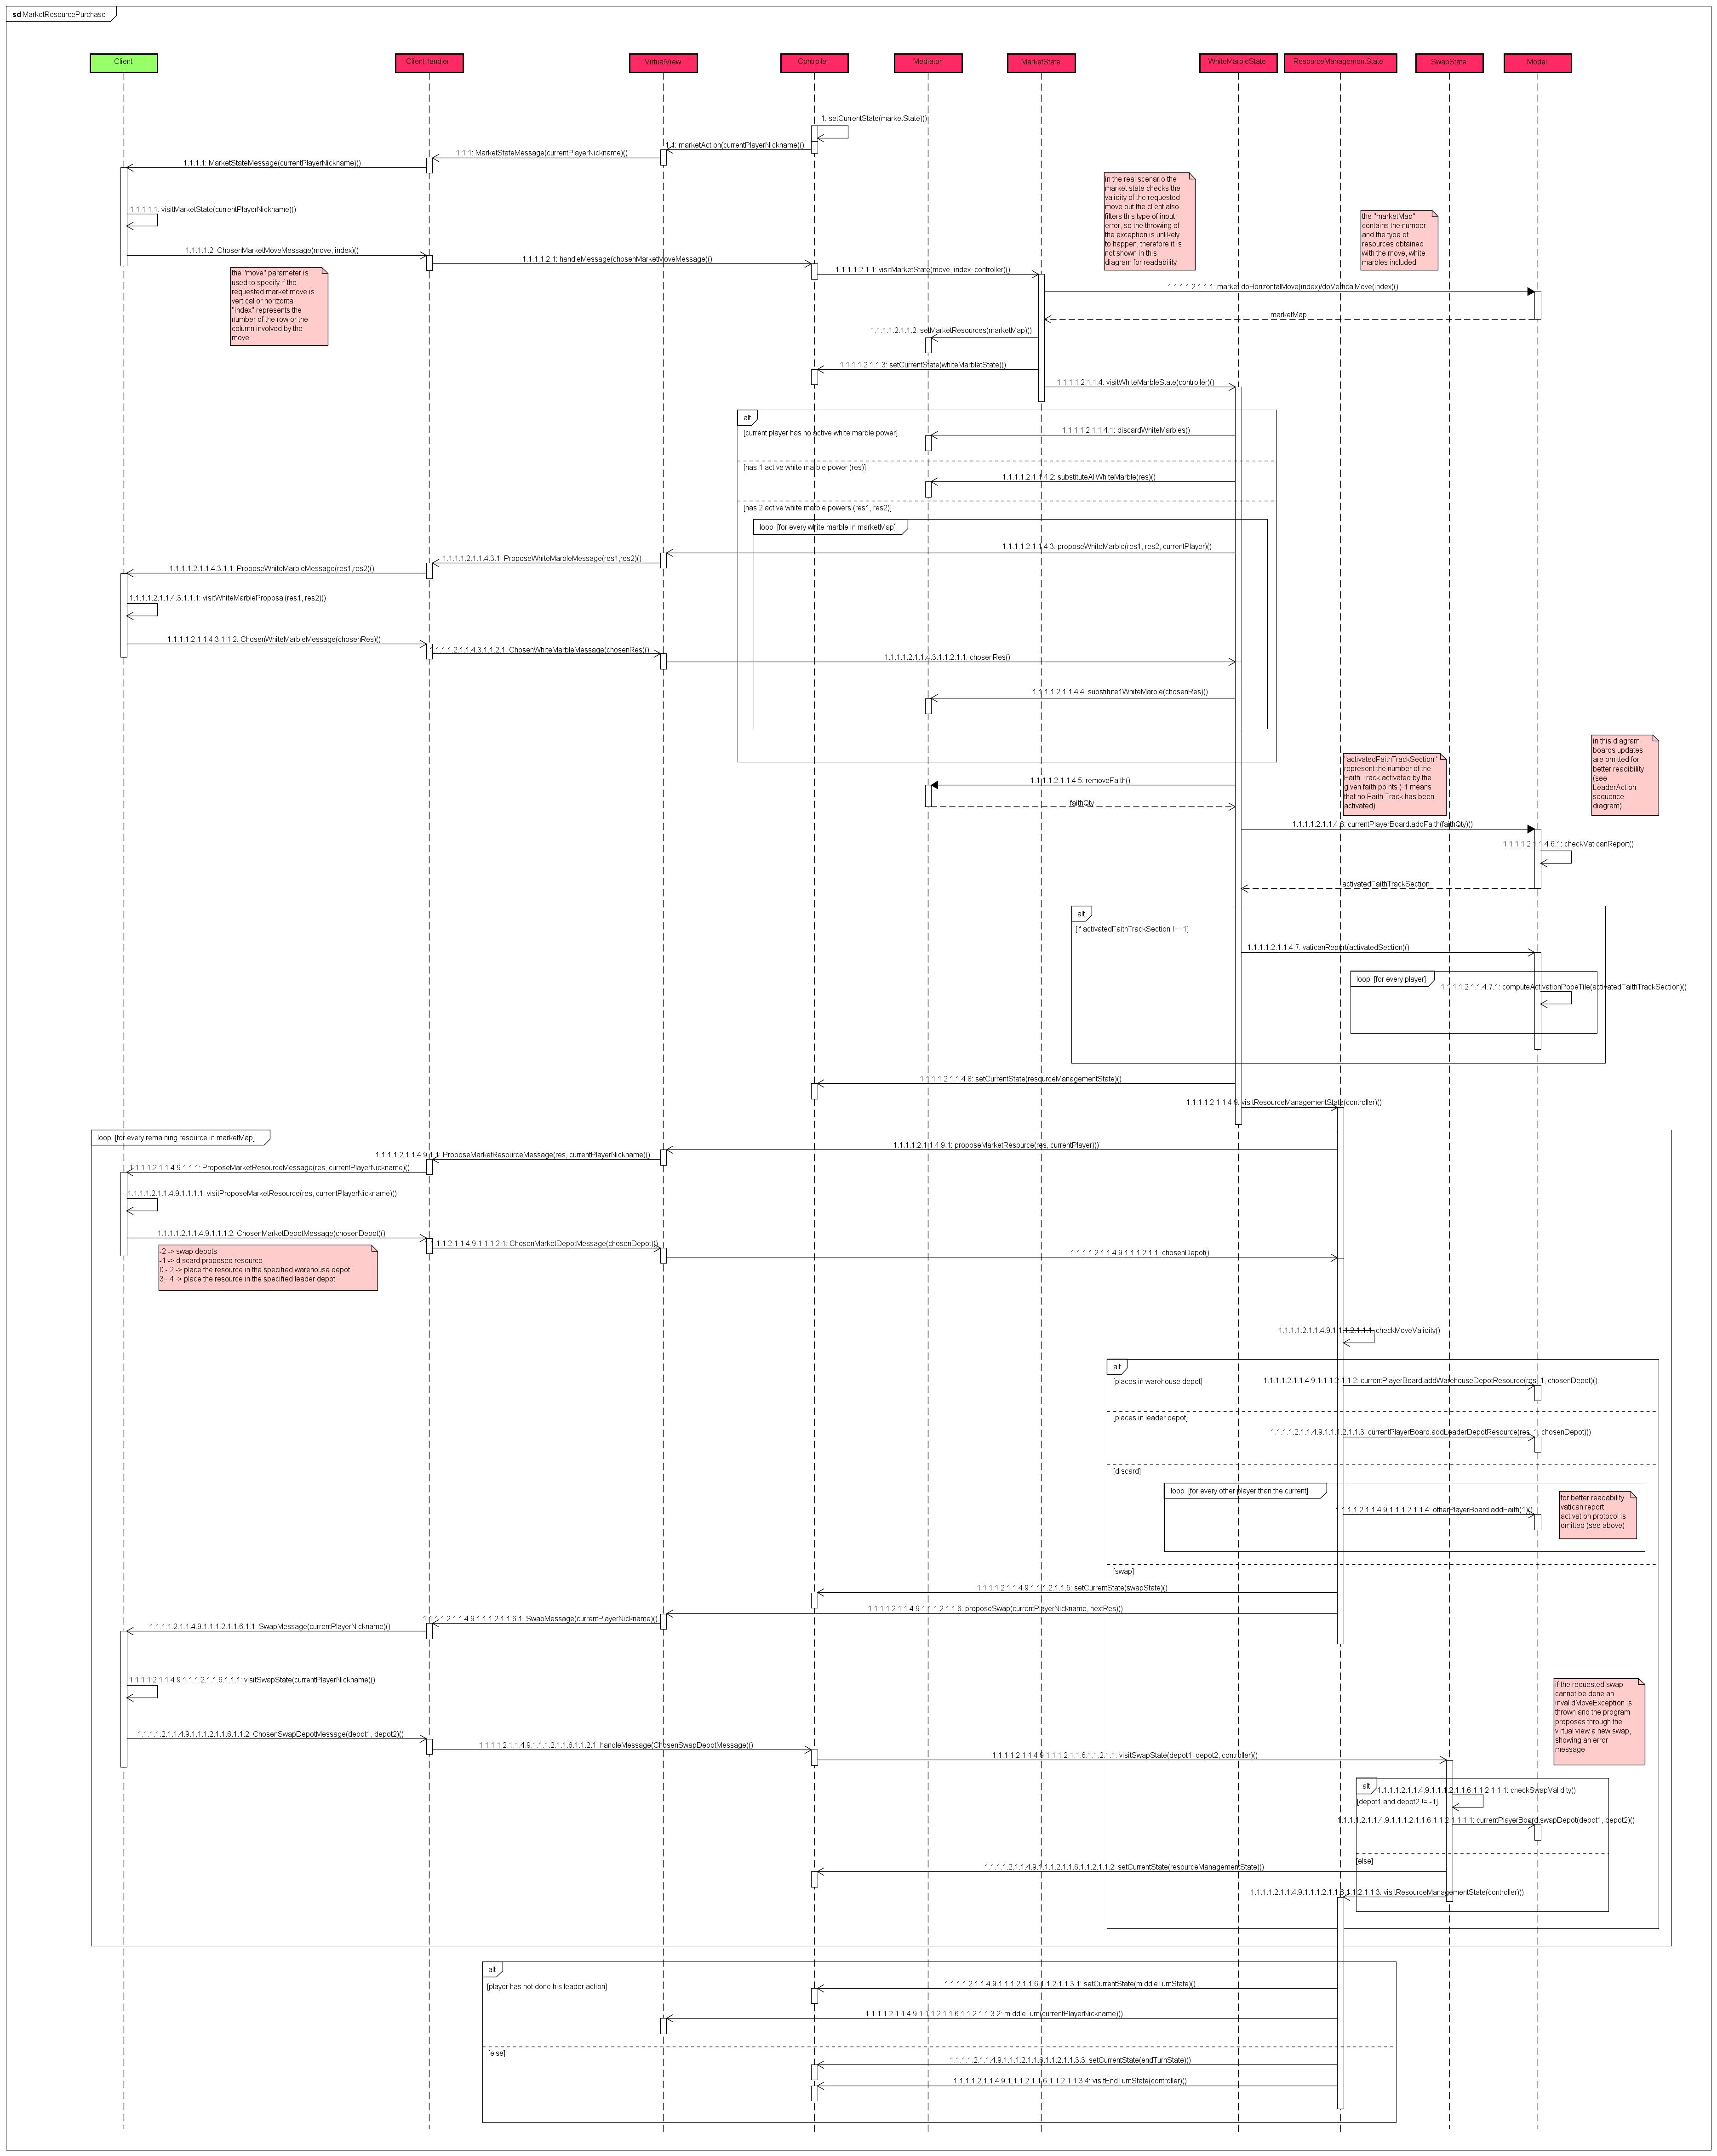 sd MarketResourcePurchase
Client
ClientHandler
VirtualView
Controller
Mediator
MarketState
WhiteMarbleState
ResourceManagementState
SwapState
Model
1: setCurrentState(marketState)()
1.1: marketAction(currentPlayerNickname)()
1.1.1: MarketStateMessage(currentPlayerNickname)()
1.1.1.1: MarketStateMessage(currentPlayerNickname)()
in the real scenario the
market state checks the
validity of the requested
move but the client also
filters this type of input
error, so the throwing of
the exception is unlikely
to happen, therefore it is
not shown in this
diagram for readability
the "marketMap"
contains the number
and the type of
resources obtained
with the move, white
marbles included
1.1.1.1.1: visitMarketState(currentPlayerNickname)()
1.1.1.1.2: ChosenMarketMoveMessage(move, index)()
1.1.1.1.2.1: handleMessage(chosenMarketMoveMessage)()
1.1.1.1.2.1.1: visitMarketState(move, index, controller)()
the "move" parameter is
used to specify if the
requested market move is
vertical or horizontal.
"index" represents the
number of the row or the
column involved by the
move
1.1.1.1.2.1.1.1: market.doHorizontalMove(index)/doVerticalMove(index)()
marketMap
1.1.1.1.2.1.1.2: setMarketResources(marketMap)()
1.1.1.1.2.1.1.3: setCurrentState(whiteMarbletState)()
1.1.1.1.2.1.1.4: visitWhiteMarbleState(controller)()
alt
[current player has no active white marble power]
1.1.1.1.2.1.1.4.1: discardWhiteMarbles()
[has 1 active white marble power (res)]
1.1.1.1.2.1.1.4.2: substituteAllWhiteMarble(res)()
[has 2 active white marble powers (res1, res2)]
loop [for every white marble in marketMap]
1.1.1.1.2.1.1.4.3: proposeWhiteMarble(res1, res2, currentPlayer)()
1.1.1.1.2.1.1.4.3.1: ProposeWhiteMarbleMessage(res1,res2)()
1.1.1.1.2.1.1.4.3.1.1: ProposeWhiteMarbleMessage(res1,res2)()
1.1.1.1.2.1.1.4.3.1.1.1: visitWhiteMarbleProposal(res1, res2)()
1.1.1.1.2.1.1.4.3.1.1.2: ChosenWhiteMarbleMessage(chosenRes)()
1.1.1.1.2.1.1.4.3.1.1.2.1: ChosenWhiteMarbleMessage(chosenRes)()
1.1.1.1.2.1.1.4.3.1.1.2.1.1: chosenRes()
1.1.1.1.2.1.1.4.4: substitute1WhiteMarble(chosenRes)()
in this diagram
boards updates
are omitted for
better readibility
(see
LeaderAction
sequence
diagram)
"activatedFaithTrackSection"
represent the number of the
Faith Track activated by the
given faith points (-1 means
that no Faith Track has been
activated)
1.1.1.1.2.1.1.4.5: removeFaith()
faithQty
1.1.1.1.2.1.1.4.6: currentPlayerBoard.addFaith(faithQty)()
1.1.1.1.2.1.1.4.6.1: checkVaticanReport()
activatedFaithTrackSection
alt
[if activatedFaithTrackSection != -1]
1.1.1.1.2.1.1.4.7: vaticanReport(activatedSection)()
loop [for every player]
1.1.1.1.2.1.1.4.7.1: computeActivationPopeTile(activatedFaithTrackSection)()
1.1.1.1.2.1.1.4.8: setCurrentState(resourceManagementState)()
1.1.1.1.2.1.1.4.9: visitResourceManagementState(controller)()
loop [for every remaining resource in marketMap]
1.1.1.1.2.1.1.4.9.1: proposeMarketResource(res, currentPlayer)()
1.1.1.1.2.1.1.4.9.1.1: ProposeMarketResourceMessage(res, currentPlayerNickname)()
1.1.1.1.2.1.1.4.9.1.1.1: ProposeMarketResourceMessage(res, currentPlayerNickname)()
1.1.1.1.2.1.1.4.9.1.1.1.1: visitProposeMarketResource(res, currentPlayerNickname)()
1.1.1.1.2.1.1.4.9.1.1.1.2: ChosenMarketDepotMessage(chosenDepot)()
1.1.1.1.2.1.1.4.9.1.1.1.2.1: ChosenMarketDepotMessage(chosenDepot)()
1.1.1.1.2.1.1.4.9.1.1.1.2.1.1: chosenDepot()
-2 -> swap depots
-1 -> discard proposed resource
0 - 2 -> place the resource in the specified warehouse depot
3 - 4 -> place the resource in the specified leader depot
1.1.1.1.2.1.1.4.9.1.1.1.2.1.1.1: checkMoveValidity()
alt
[places in warehouse depot]
1.1.1.1.2.1.1.4.9.1.1.1.2.1.1.2: currentPlayerBoard.addWarehouseDepotResource(res, 1, chosenDepot)()
[places in leader depot]
1.1.1.1.2.1.1.4.9.1.1.1.2.1.1.3: currentPlayerBoard.addLeaderDepotResource(res, 1, chosenDepot)()
[discard]
loop [for every other player than the current]
1.1.1.1.2.1.1.4.9.1.1.1.2.1.1.4: otherPlayerBoard.addFaith(1)()
for better readability
vatican report
activation protocol is
omitted (see above)
[swap]
1.1.1.1.2.1.1.4.9.1.1.1.2.1.1.5: setCurrentState(swapState)()
1.1.1.1.2.1.1.4.9.1.1.1.2.1.1.6: proposeSwap(currentPlayerNickname, nextRes)()
1.1.1.1.2.1.1.4.9.1.1.1.2.1.1.6.1: SwapMessage(currentPlayerNickname)()
1.1.1.1.2.1.1.4.9.1.1.1.2.1.1.6.1.1: SwapMessage(currentPlayerNickname)()
1.1.1.1.2.1.1.4.9.1.1.1.2.1.1.6.1.1.1: visitSwapState(currentPlayerNickname)()
if the requested swap
cannot be done an
invalidMoveException is
thrown and the program
proposes through the
virtual view a new swap,
showing an error
message
1.1.1.1.2.1.1.4.9.1.1.1.2.1.1.6.1.1.2: ChosenSwapDepotMessage(depot1, depot2)()
1.1.1.1.2.1.1.4.9.1.1.1.2.1.1.6.1.1.2.1: handleMessage(ChosenSwapDepotMessage)()
1.1.1.1.2.1.1.4.9.1.1.1.2.1.1.6.1.1.2.1.1: visitSwapState(depot1, depot2, controller)()
alt
1.1.1.1.2.1.1.4.9.1.1.1.2.1.1.6.1.1.2.1.1.1: checkSwapValidity()
[depot1 and depot2 != -1]
1.1.1.1.2.1.1.4.9.1.1.1.2.1.1.6.1.1.2.1.1.1.1: currentPlayerBoard.swapDepot(depot1, depot2)()
[else]
1.1.1.1.2.1.1.4.9.1.1.1.2.1.1.6.1.1.2.1.1.2: setCurrentState(resourceManagementState)()
1.1.1.1.2.1.1.4.9.1.1.1.2.1.1.6.1.1.2.1.1.3: visitResourceManagementState(controller)()
alt
[player has not done his leader action]
1.1.1.1.2.1.1.4.9.1.1.1.2.1.1.6.1.1.2.1.1.3.1: setCurrentState(middleTurnState)()
1.1.1.1.2.1.1.4.9.1.1.1.2.1.1.6.1.1.2.1.1.3.2: middleTurn(currentPlayerNickname)()
[else]
1.1.1.1.2.1.1.4.9.1.1.1.2.1.1.6.1.1.2.1.1.3.3: setCurrentState(endTurnState)()
1.1.1.1.2.1.1.4.9.1.1.1.2.1.1.6.1.1.2.1.1.3.4: visitEndTurnState(controller)()